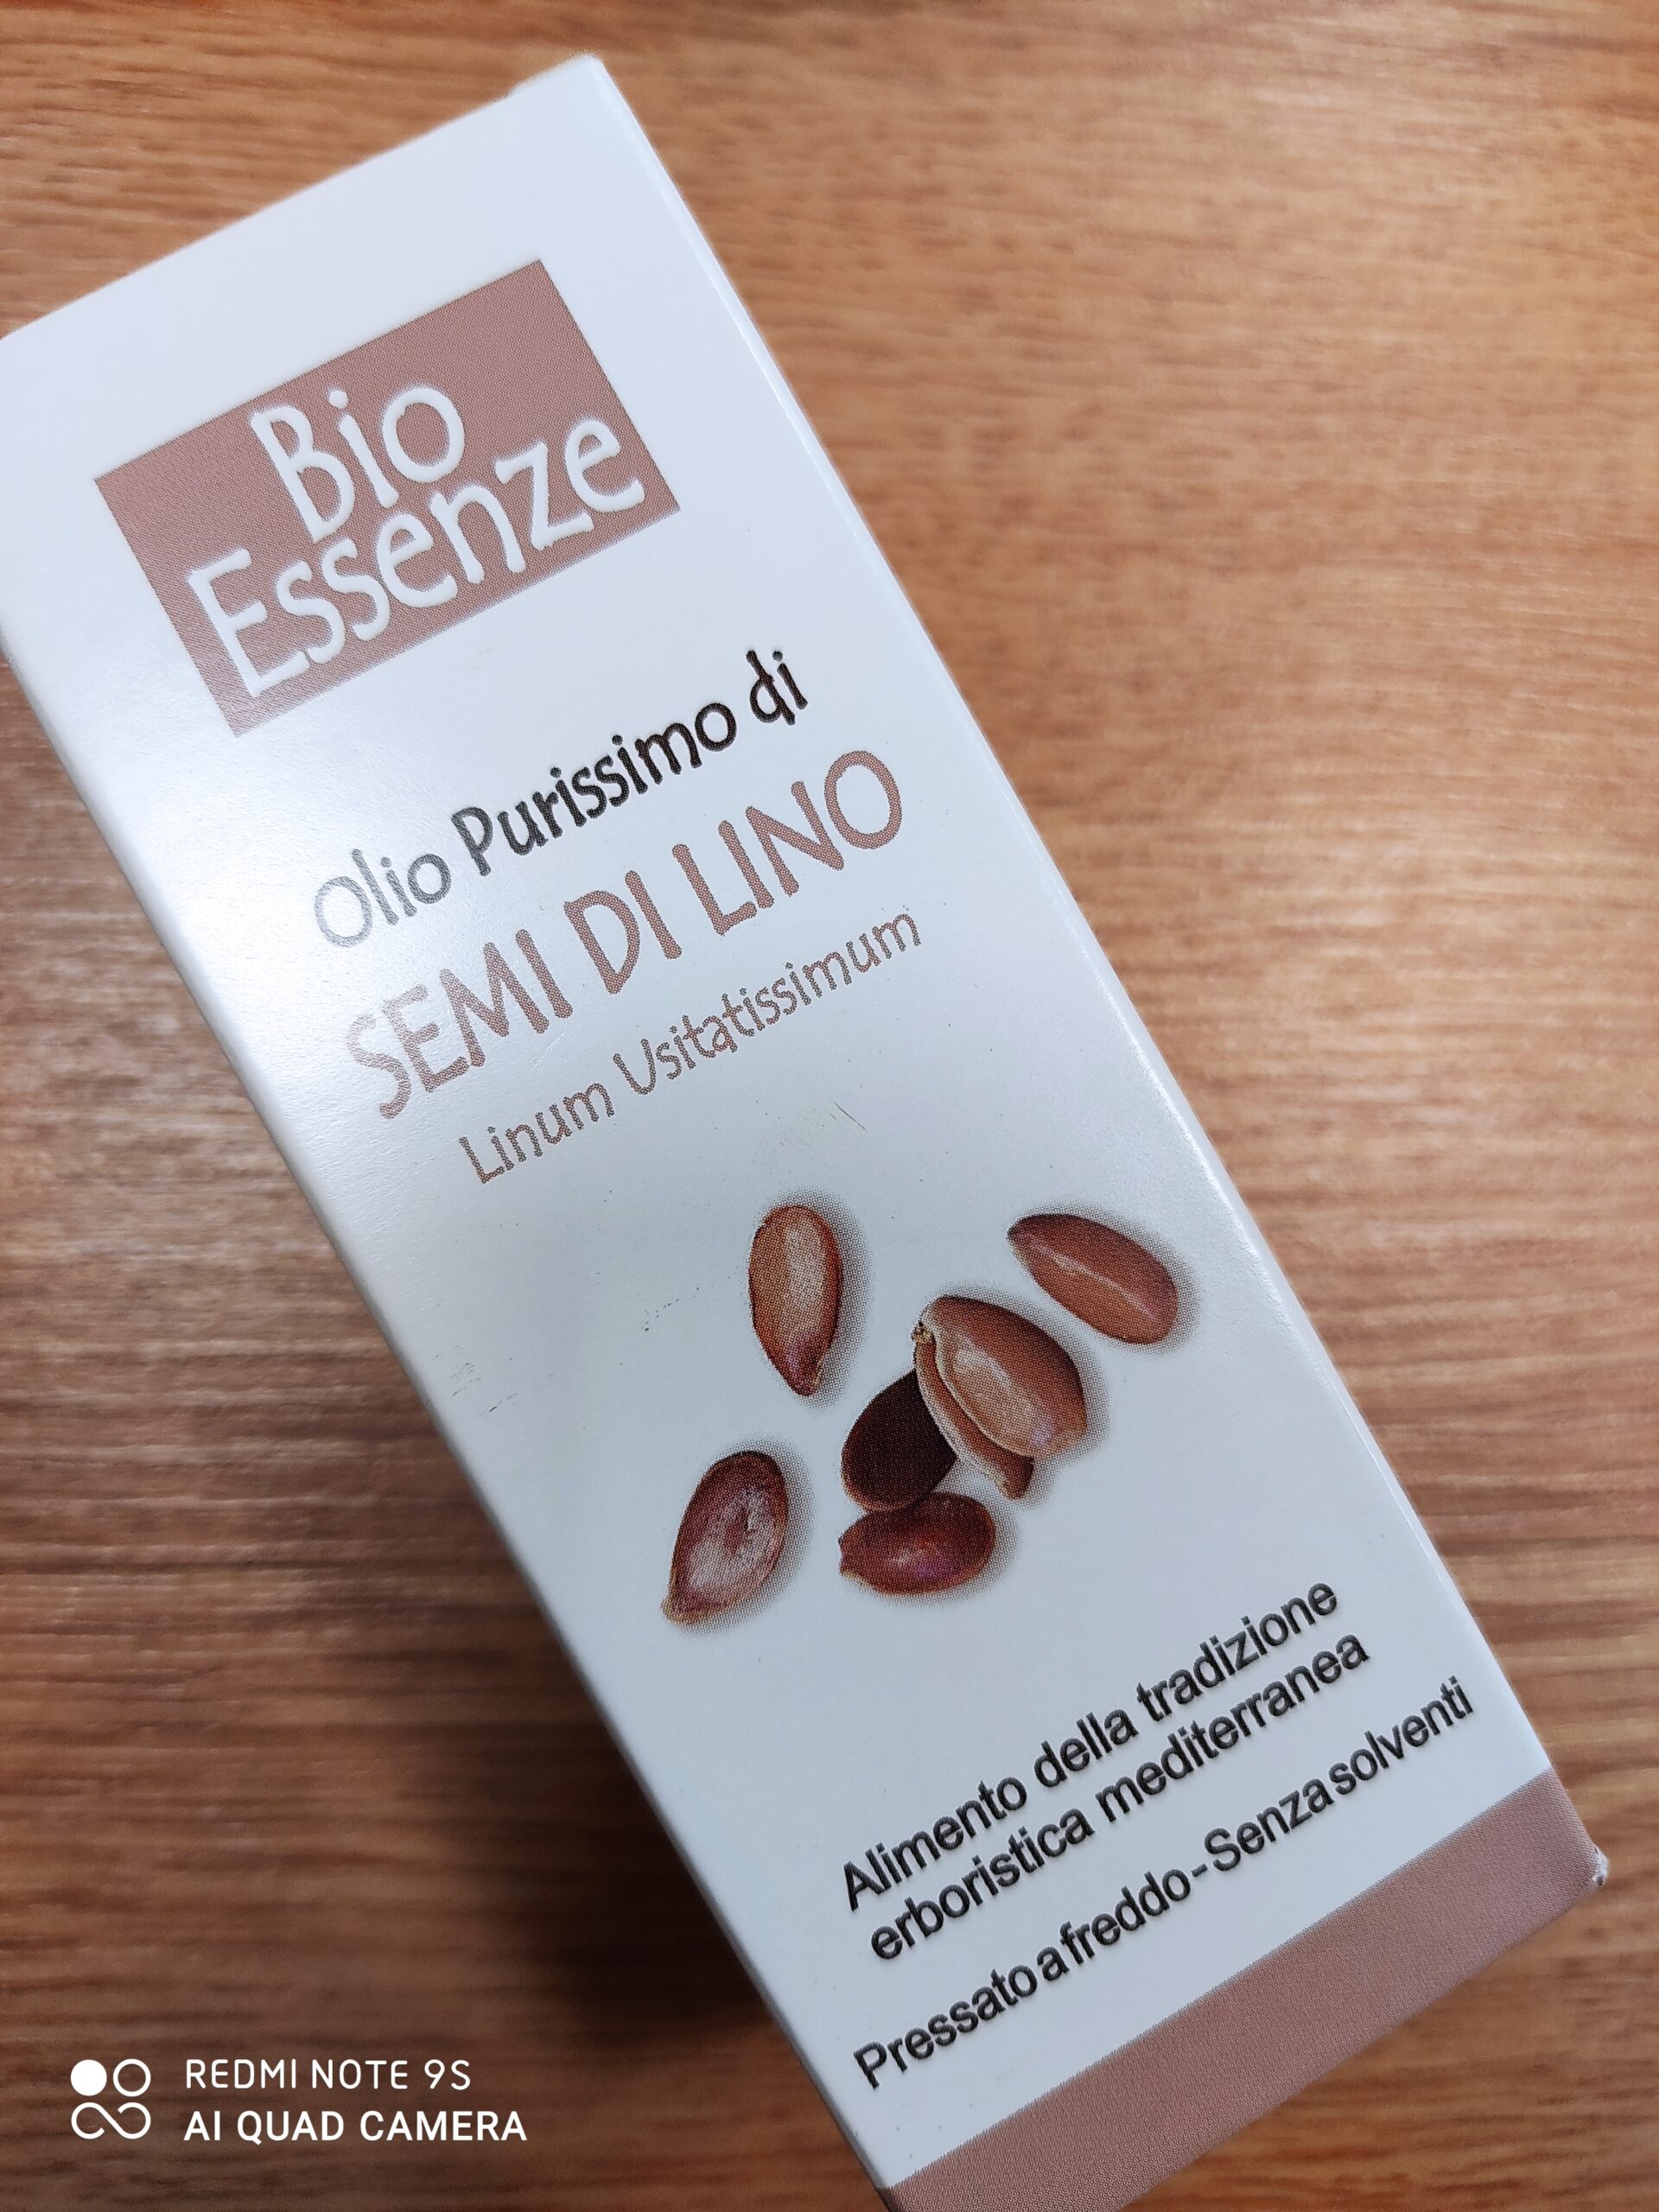 Bio
Essenze
Olio Purissimo di
SEMI DI LINO
Linum Usitatissimum
Alimento della tradizione
erboristica mediterranea
Pressato a freddo - Senza solventi
REDMI NOTE 9S
AI QUAD CAMERA